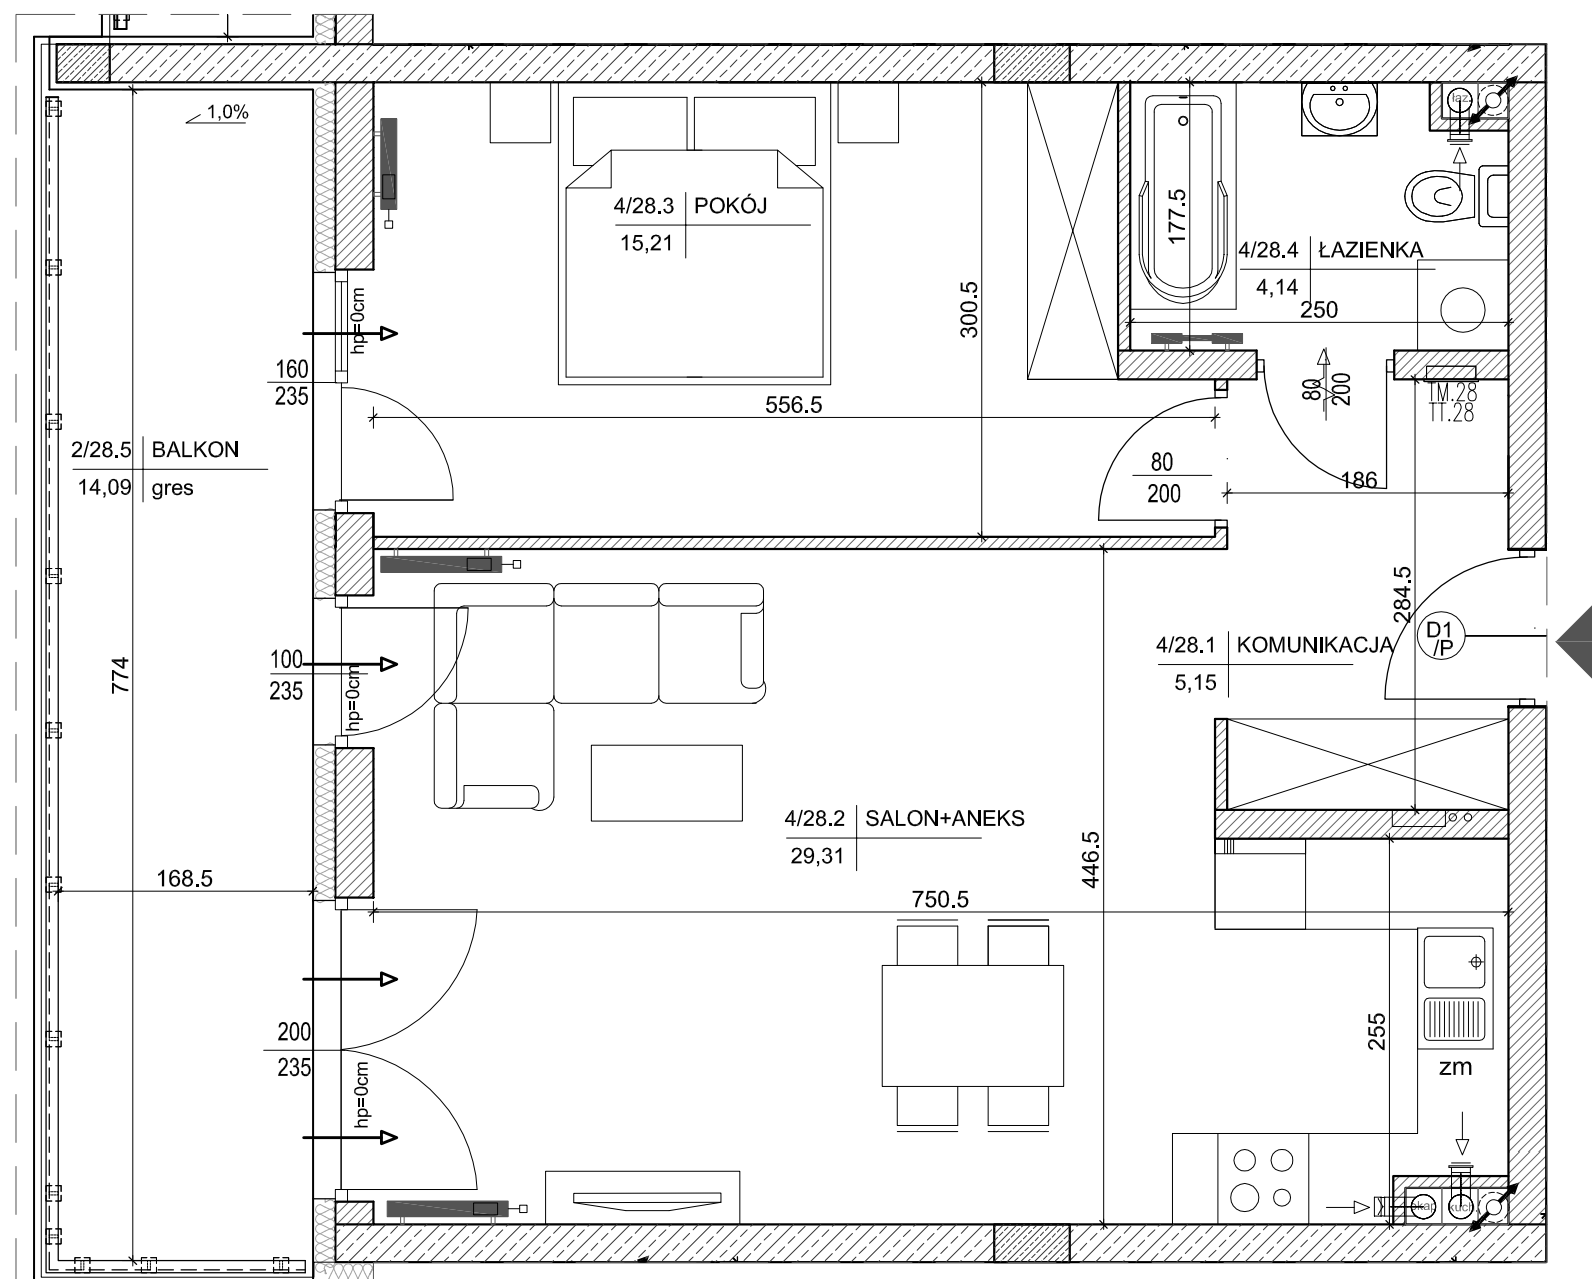 1,0%
łaz.
4/28.3 POKÓJ
15,21
177.5
4/28.4 ŁAZIENKA
4,14
250
300.5
hp=0cm
160
235
80
200
TM.28
TT.28
556.5
2/28.5 BALKON
14,09 gres
80
200
186
284.5
D1
/P
4/28.1 KOMUNIKACJA
5,15
774
100
235
hp=0cm
4/28.2 SALON+ANEKS
29,31
446.5
168.5
750.5
255
200
235
hp=0cm
zm
okap
kuch.